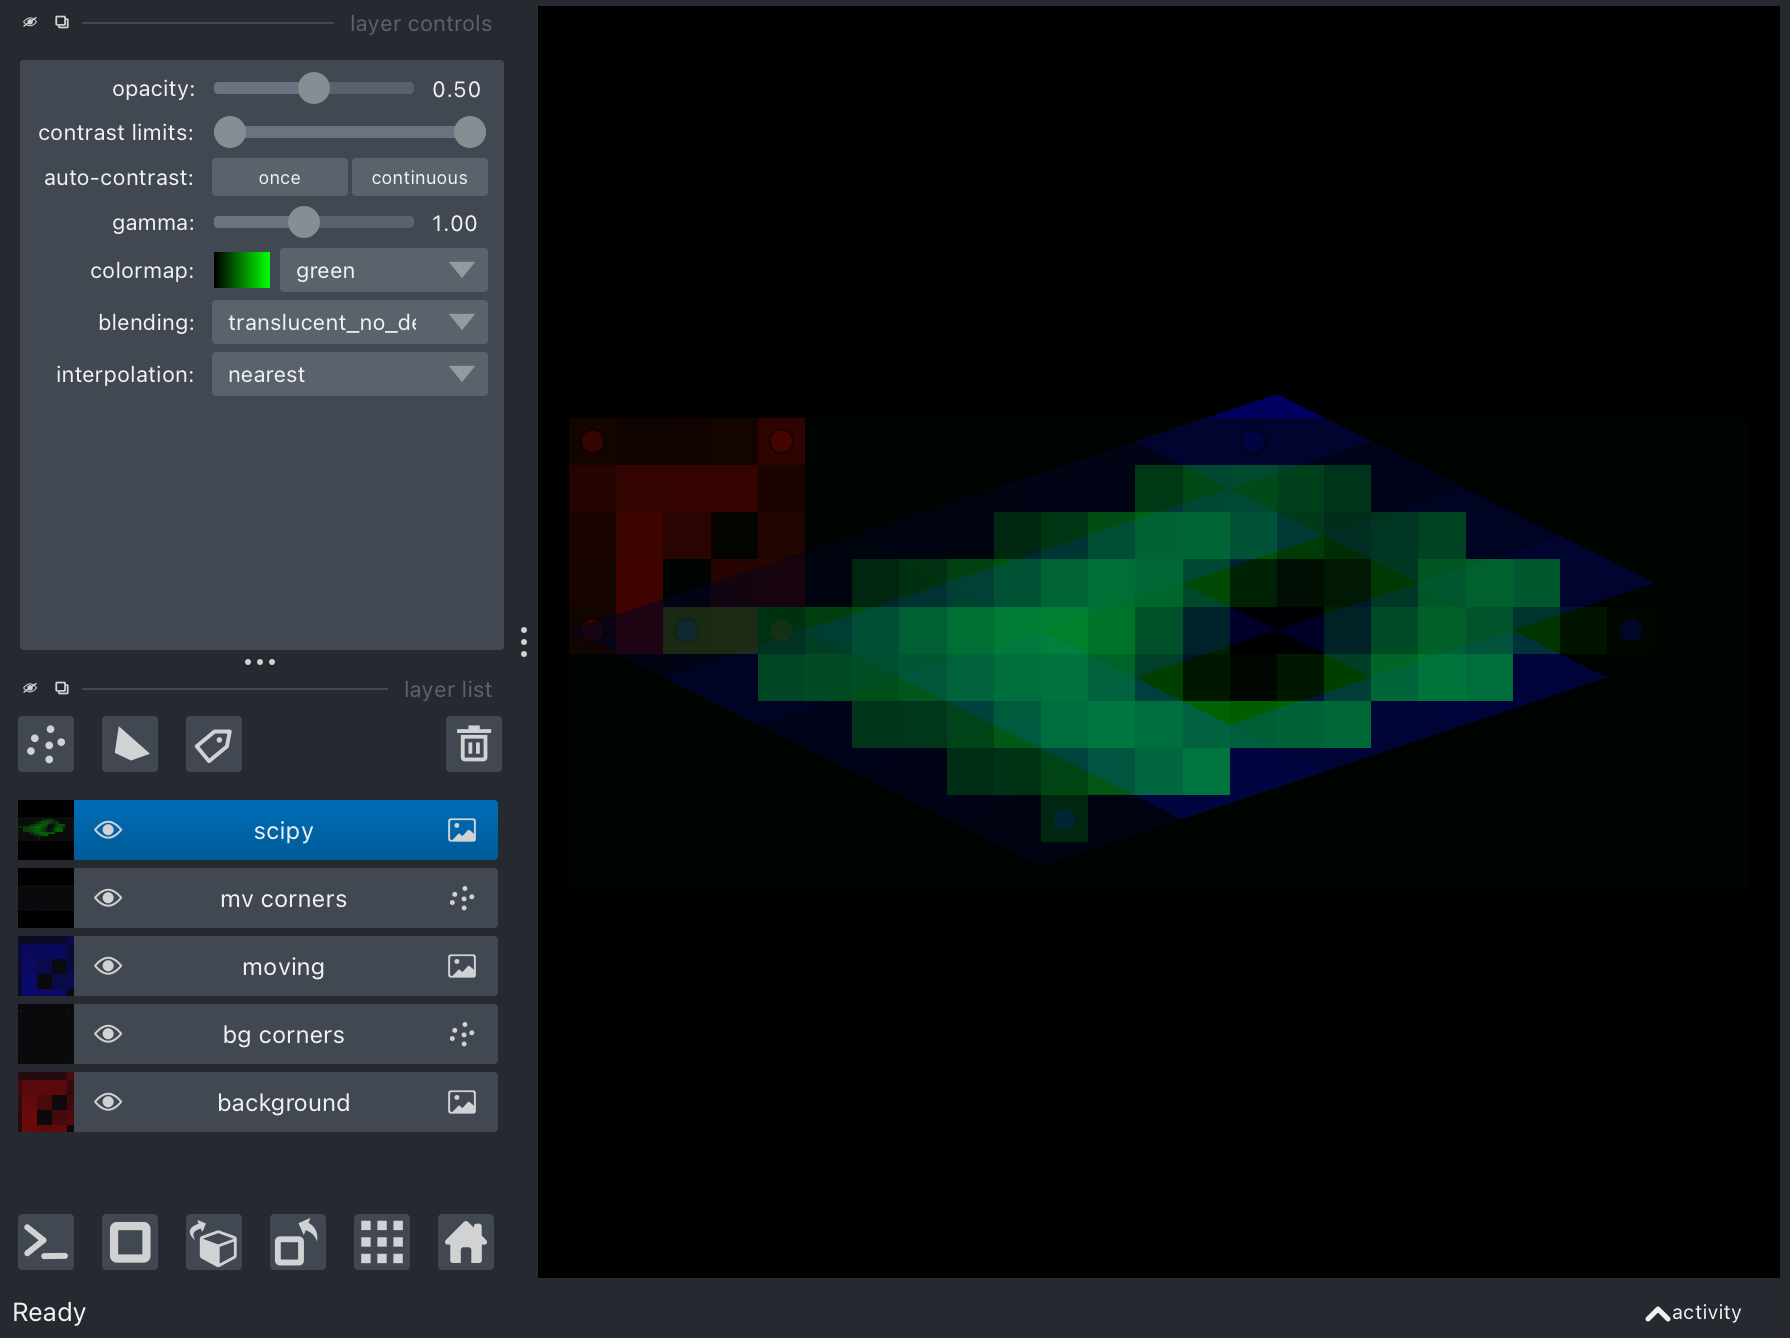 layer controls
opacity: 0.50
contrast limits:
auto-contrast: once continuous
gamma: 1.00
colormap: green
blending: translucent_no_de
interpolation: nearest
layer list
scipy
mv corners
moving
bg corners
background
Ready
activity